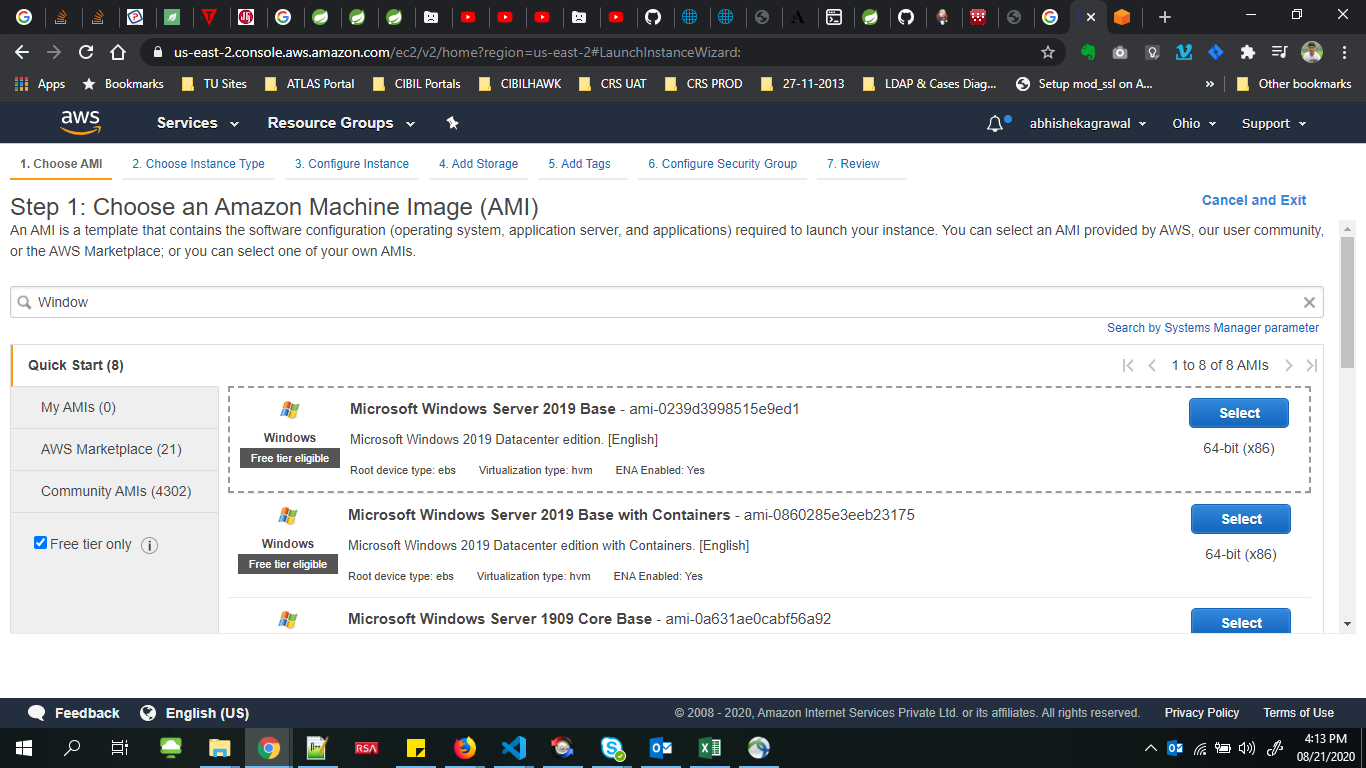 us-east-2.console.aws.amazon.com/ec2/v2/home?region=us-east-2#LaunchInstanceWizard:
Apps Bookmarks TU Sites ATLAS Portal CIBIL Portals CIBILHAWK CRS UAT CRS PROD 27-11-2013 LDAP & Cases Diag... Setup mod_ssl on A... » Other bookmarks
aws Services Resource Groups abhishekagrawal Ohio Support
1. Choose AMI 2. Choose Instance Type 3. Configure Instance 4. Add Storage 5. Add Tags 6. Configure Security Group 7. Review
Step 1: Choose an Amazon Machine Image (AMI)
Cancel and Exit
An AMI is a template that contains the software configuration (operating system, application server, and applications) required to launch your instance. You can select an AMI provided by AWS, our user community,
or the AWS Marketplace; or you can select one of your own AMIs.
Window
Search by Systems Manager parameter
Quick Start (8)
1 to 8 of 8 AMIs
My AMIs (0)
AWS Marketplace (21)
Community AMIs (4302)
Free tier only
Microsoft Windows Server 2019 Base - ami-0239d3998515e9ed1
Select
Windows
Free tier eligible
Microsoft Windows 2019 Datacenter edition. [English]
64-bit (x86)
Root device type: ebs Virtualization type: hvm ENA Enabled: Yes
Microsoft Windows Server 2019 Base with Containers - ami-0860285e3eeb23175
Select
Windows
Free tier eligible
Microsoft Windows 2019 Datacenter edition with Containers. [English]
64-bit (x86)
Root device type: ebs Virtualization type: hvm ENA Enabled: Yes
Microsoft Windows Server 1909 Core Base - ami-0a631ae0cabf56a92
Select
Feedback English (US)
© 2008 - 2020, Amazon Internet Services Private Ltd. or its affiliates. All rights reserved. Privacy Policy Terms of Use
RSA
4:13 PM
08/21/2020